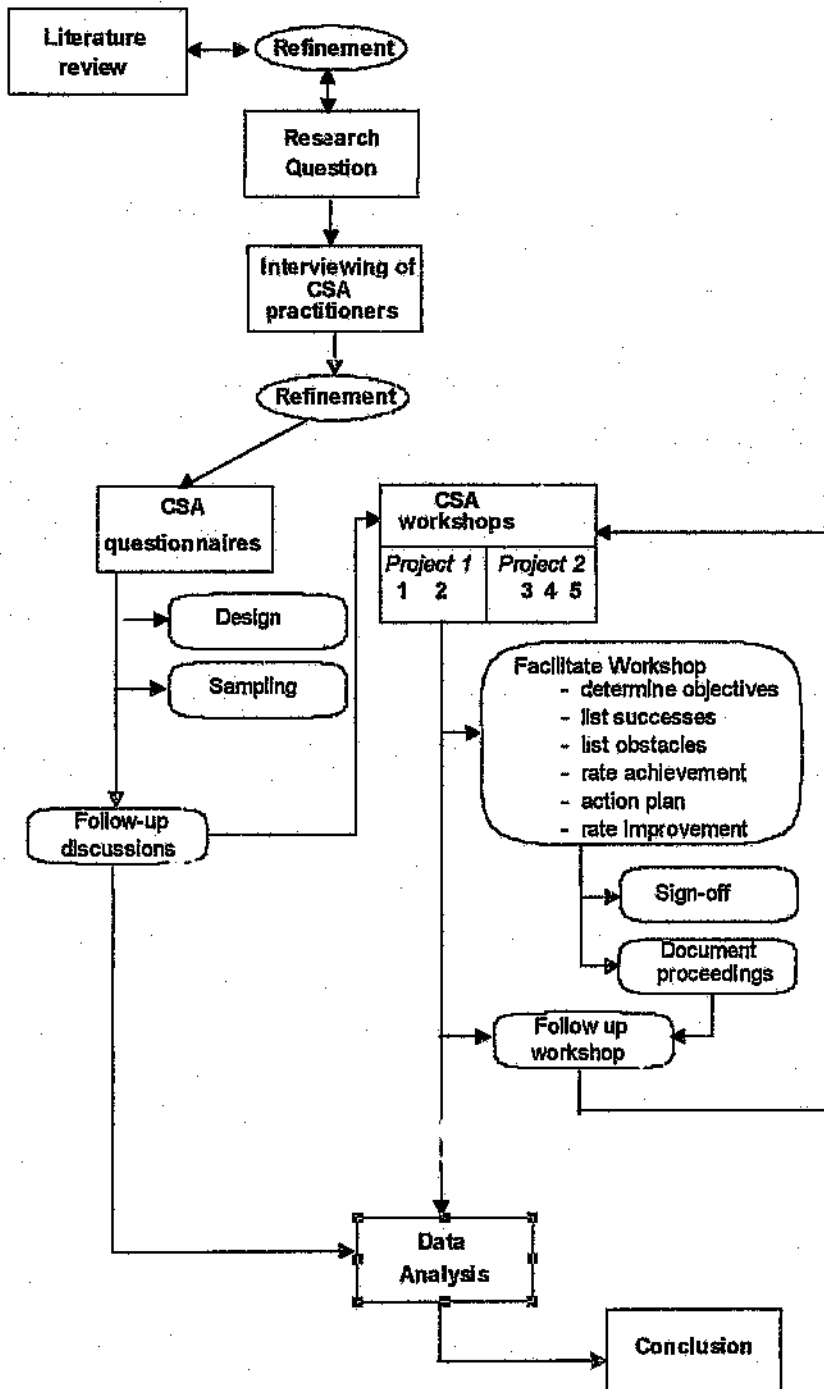 Literature
review
Refinement
Research
Question
Interviewing of
CSA
practitioners
Refinement
CSA
questionnaires
Design
Sampling
Follow-up
discussions
CSA
workshops
Project 1
1 2
Project 2
3 4 5
Facilitate Workshop
- determine objectives
- list successes
- list obstacles
- rate achievement
- action plan
- rate improvement
Sign-off
Document
proceedings
Follow up
workshop
Data
Analysis
Conclusion